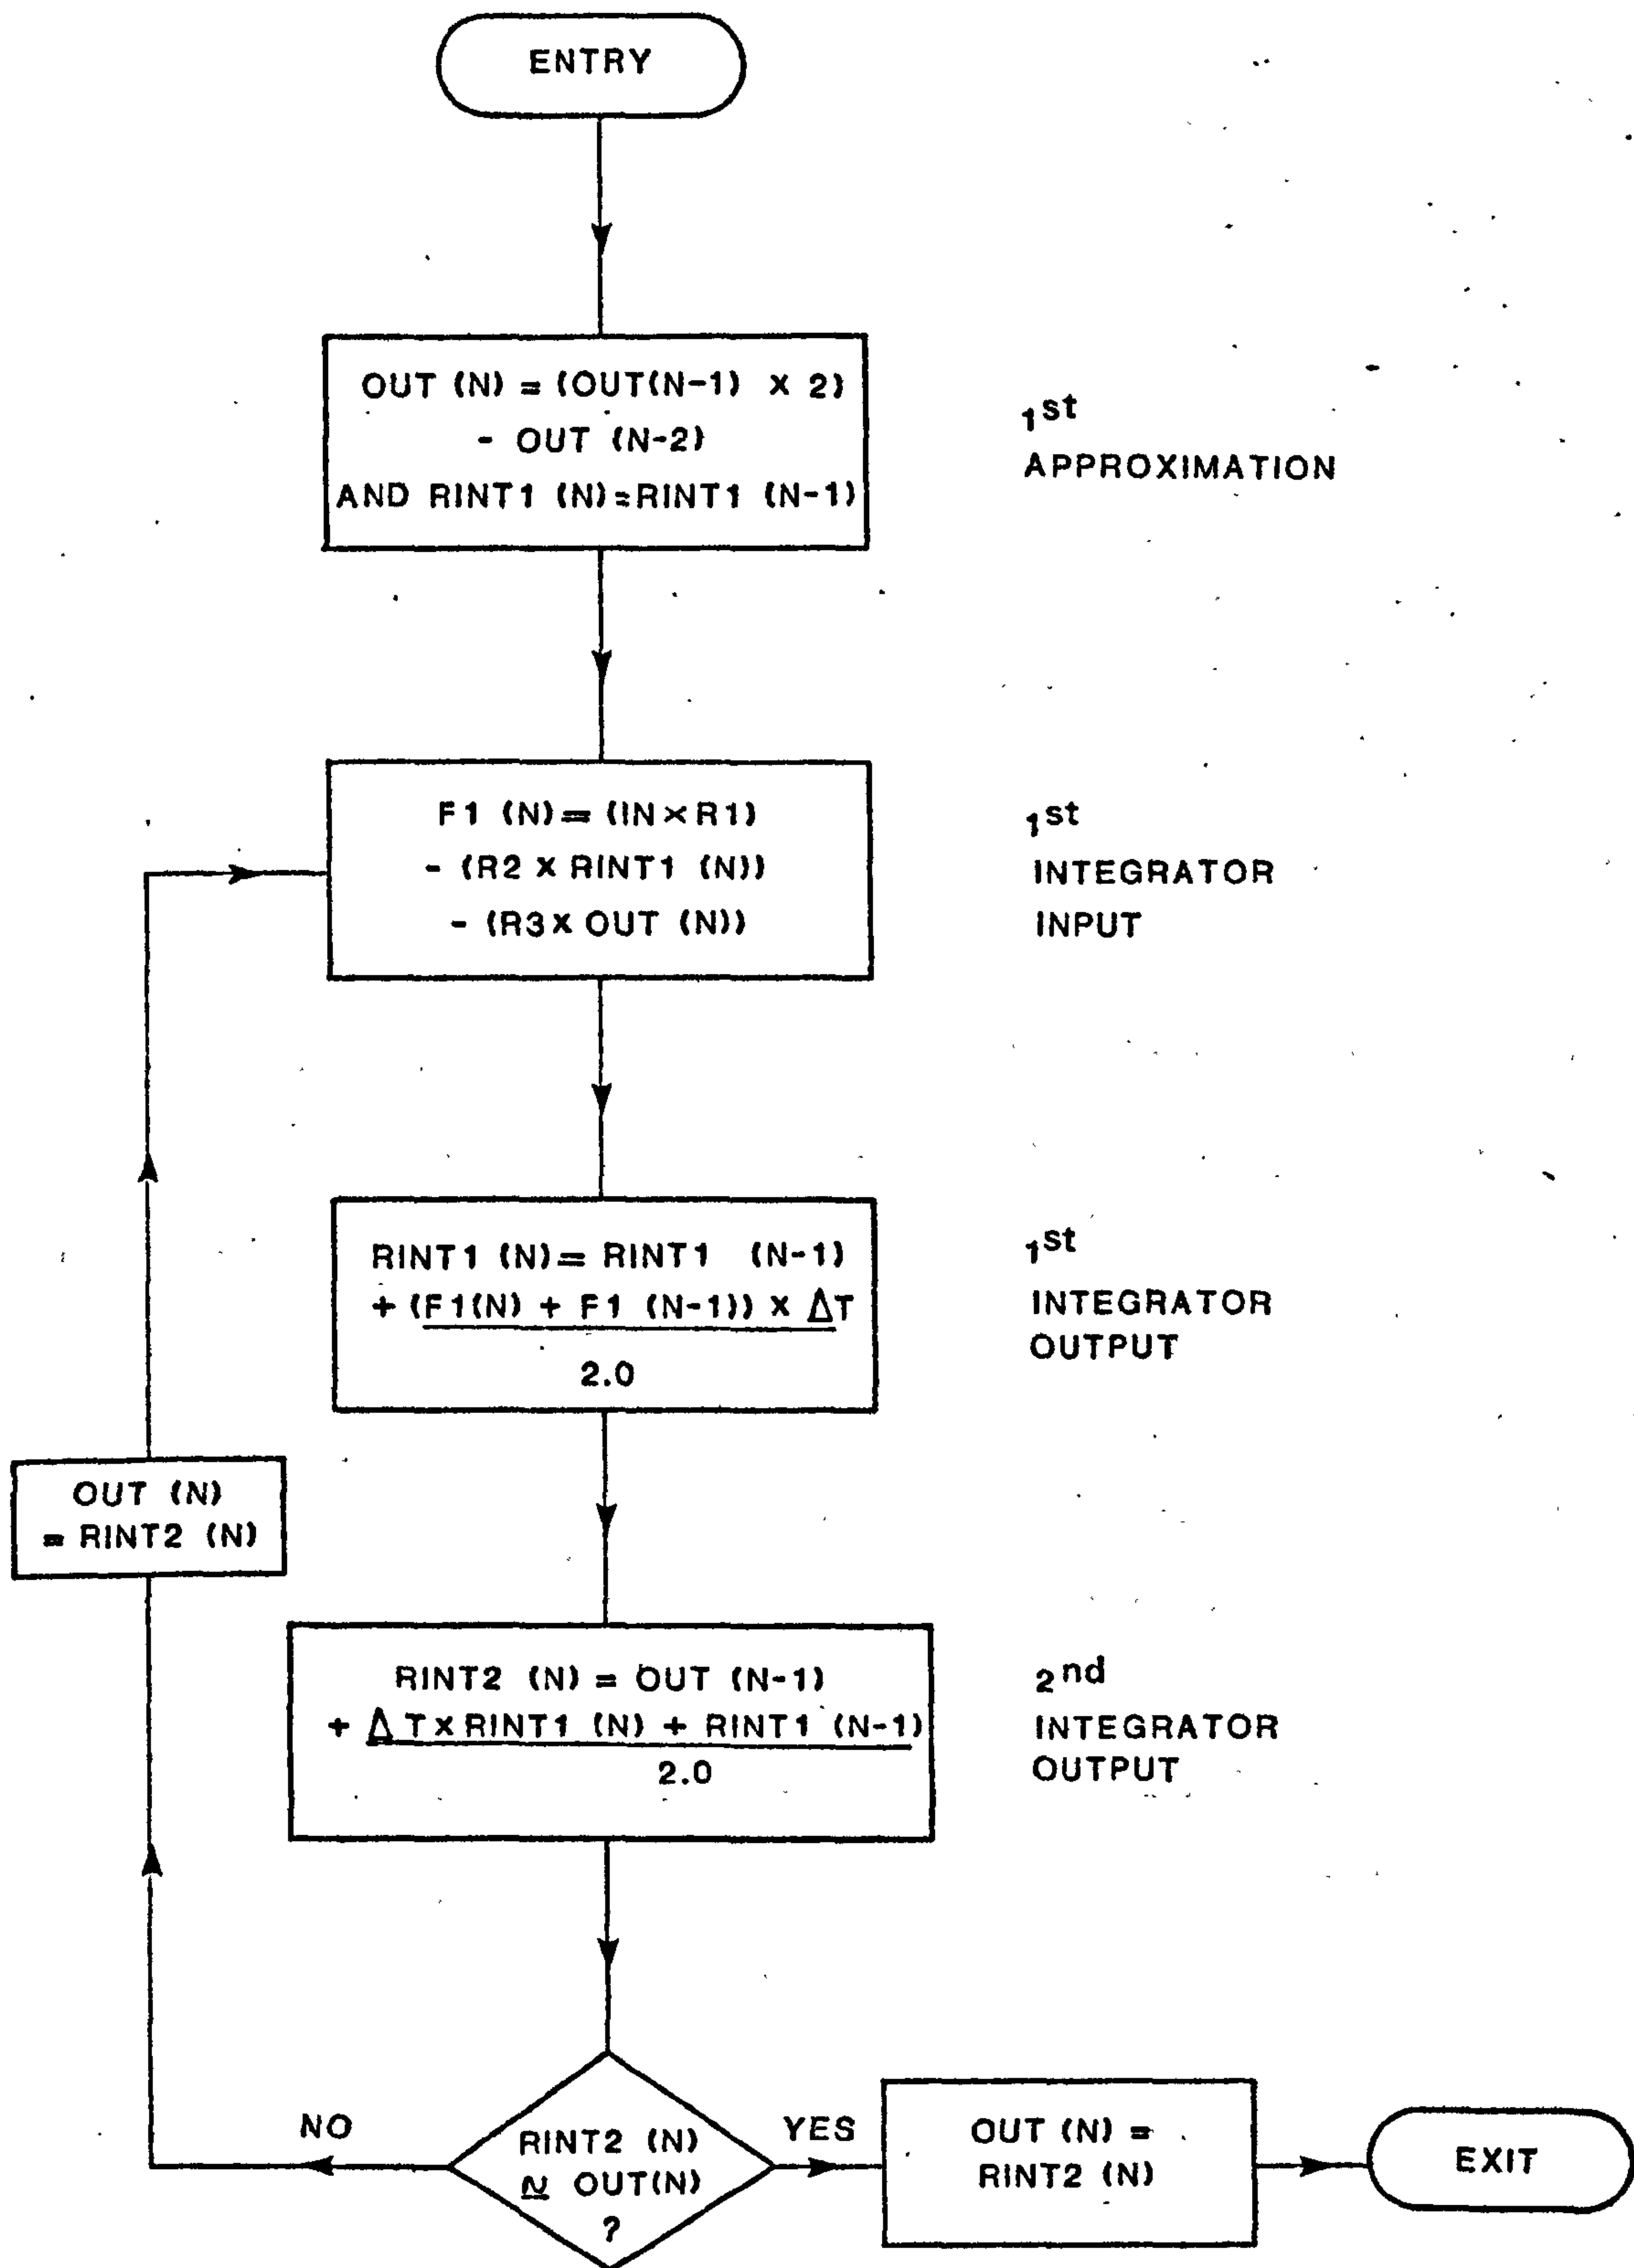 ENTRY
OUT (N) = (OUT(N-1) x 2)
- OUT (N-2)
AND RINT1 (N)=RINT1 (N-1)
1st
APPROXIMATION
F1 (N) = (IN × R1)
- (R2 x RINT1 (N))
- (R3 x OUT (N))
1st
INTEGRATOR
INPUT
RINT1 (N) = RINT1 (N-1)
+ (F1(N) + F1 (N-1)) x ΔT
2.0
1st
INTEGRATOR
OUTPUT
OUT (N)
= RINT2 (N)
RINT2 (N) = OUT (N-1)
+ ΔT x RINT1 (N) + RINT1 (N-1)
2.0
2nd
INTEGRATOR
OUTPUT
NO
RINT2 (N)
≃ OUT(N)
?
YES
OUT (N) =
RINT2 (N)
EXIT